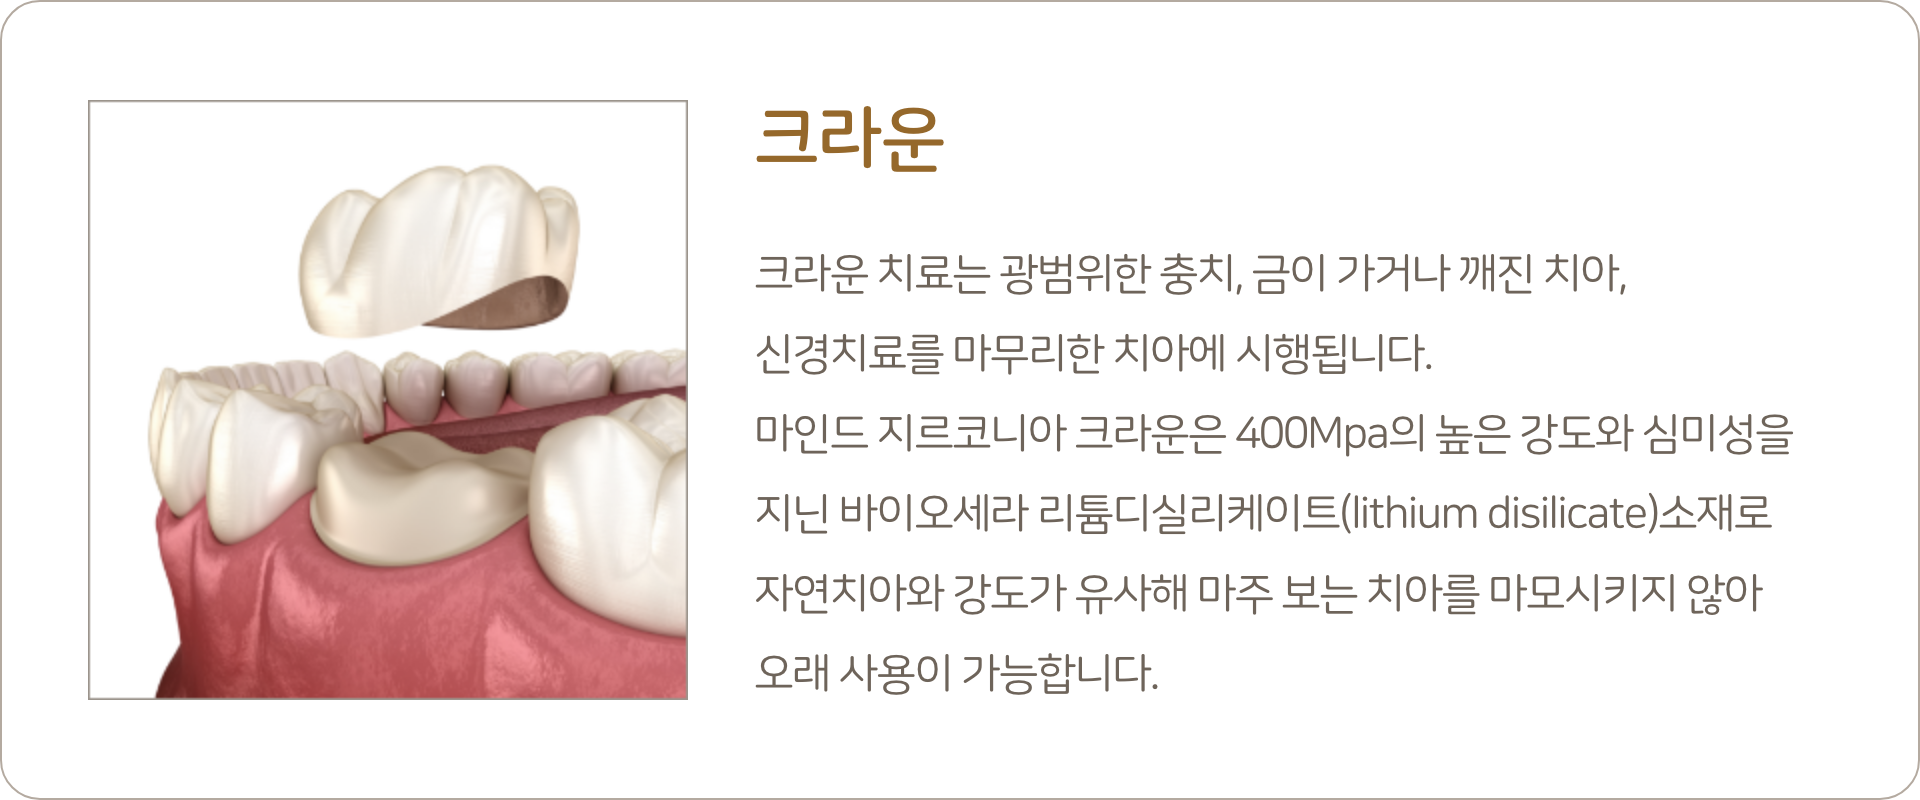 크라운
크라운 치료는 광범위한 충치, 금이 가거나 깨진 치아,
신경치료를 마무리한 치아에 시행됩니다.
마인드 지르코니아 크라운은 400Mpa의 높은 강도와 심미성을
지닌 바이오세라 리튬디실리케이트(lithium disilicate)소재로
자연치아와 강도가 유사해 마주 보는 치아를 마모시키지 않아
오래 사용이 가능합니다.